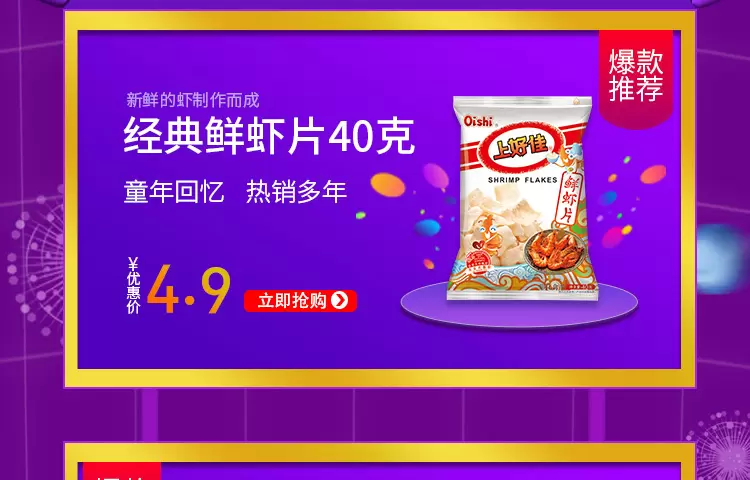 爆款
推荐
新鲜的虾制作而成
经典鲜虾片40克
童年回忆 热销多年
¥优惠价
4.9
立即抢购
Oishi
上好佳
SHRIMP FLAKES
鲜虾片